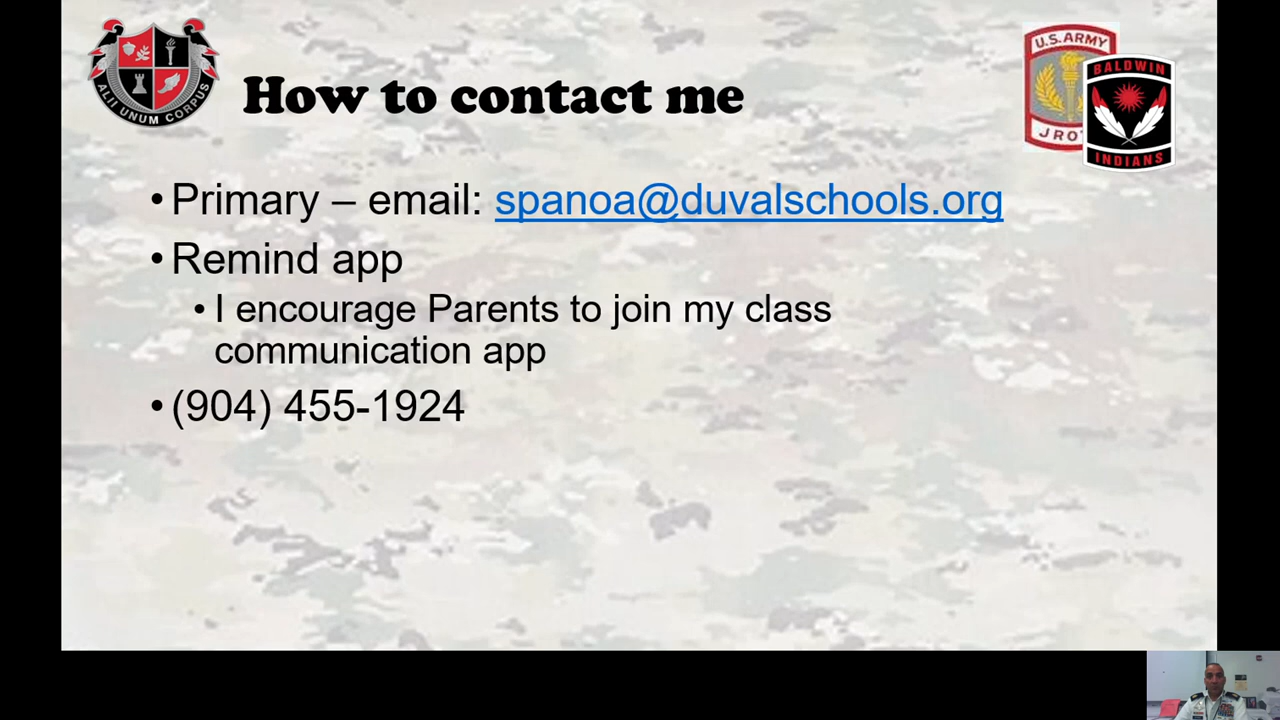 ALII UNUM CORPUS
How to contact me
U.S. ARMY
JROT
BALDWIN
INDIANS
• Primary – email: spanoa@duvalschools.org
• Remind app
• I encourage Parents to join my class
communication app
• (904) 455-1924